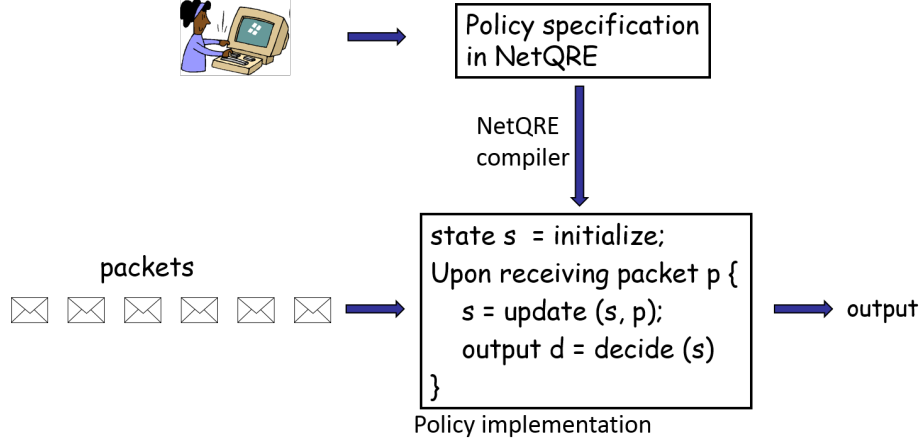 Policy specification
in NetQRE
NetQRE
compiler
packets
state s = initialize;
Upon receiving packet p {
s = update (s, p);
output d = decide (s)
}
output
Policy implementation